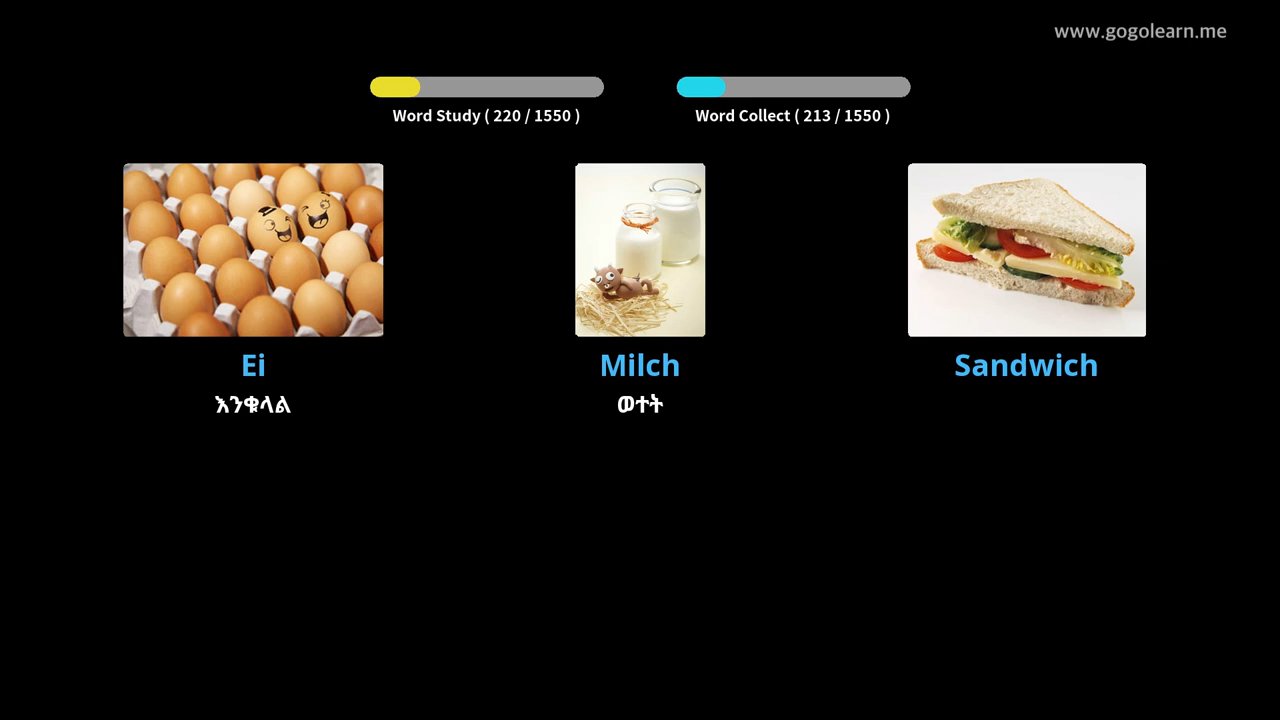 www.gogolearn.me
Word Study ( 220 / 1550 )
Word Collect ( 213 / 1550 )
Ei
Milch
Sandwich
እንቁላል
ወተት